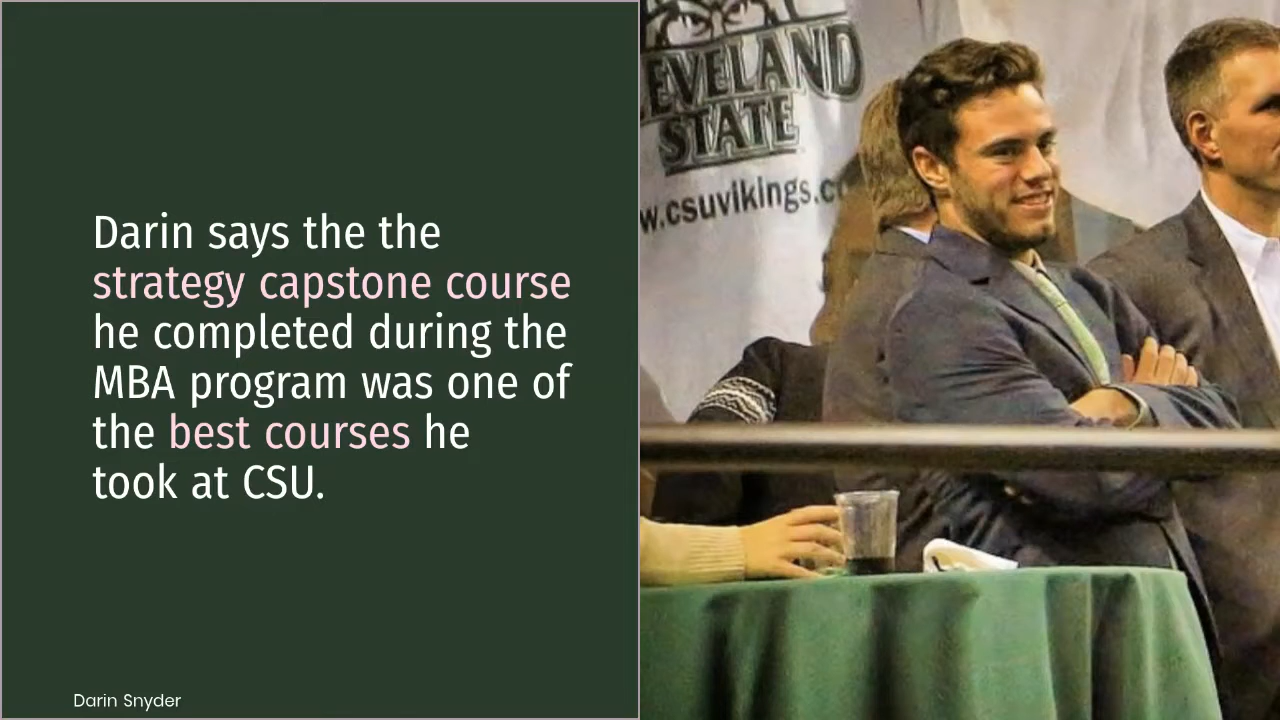 Darin says the the
strategy capstone course
he completed during the
MBA program was one of
the best courses he
took at CSU.
Darin Snyder
EVELAND
STATE
w.csuvikings.c